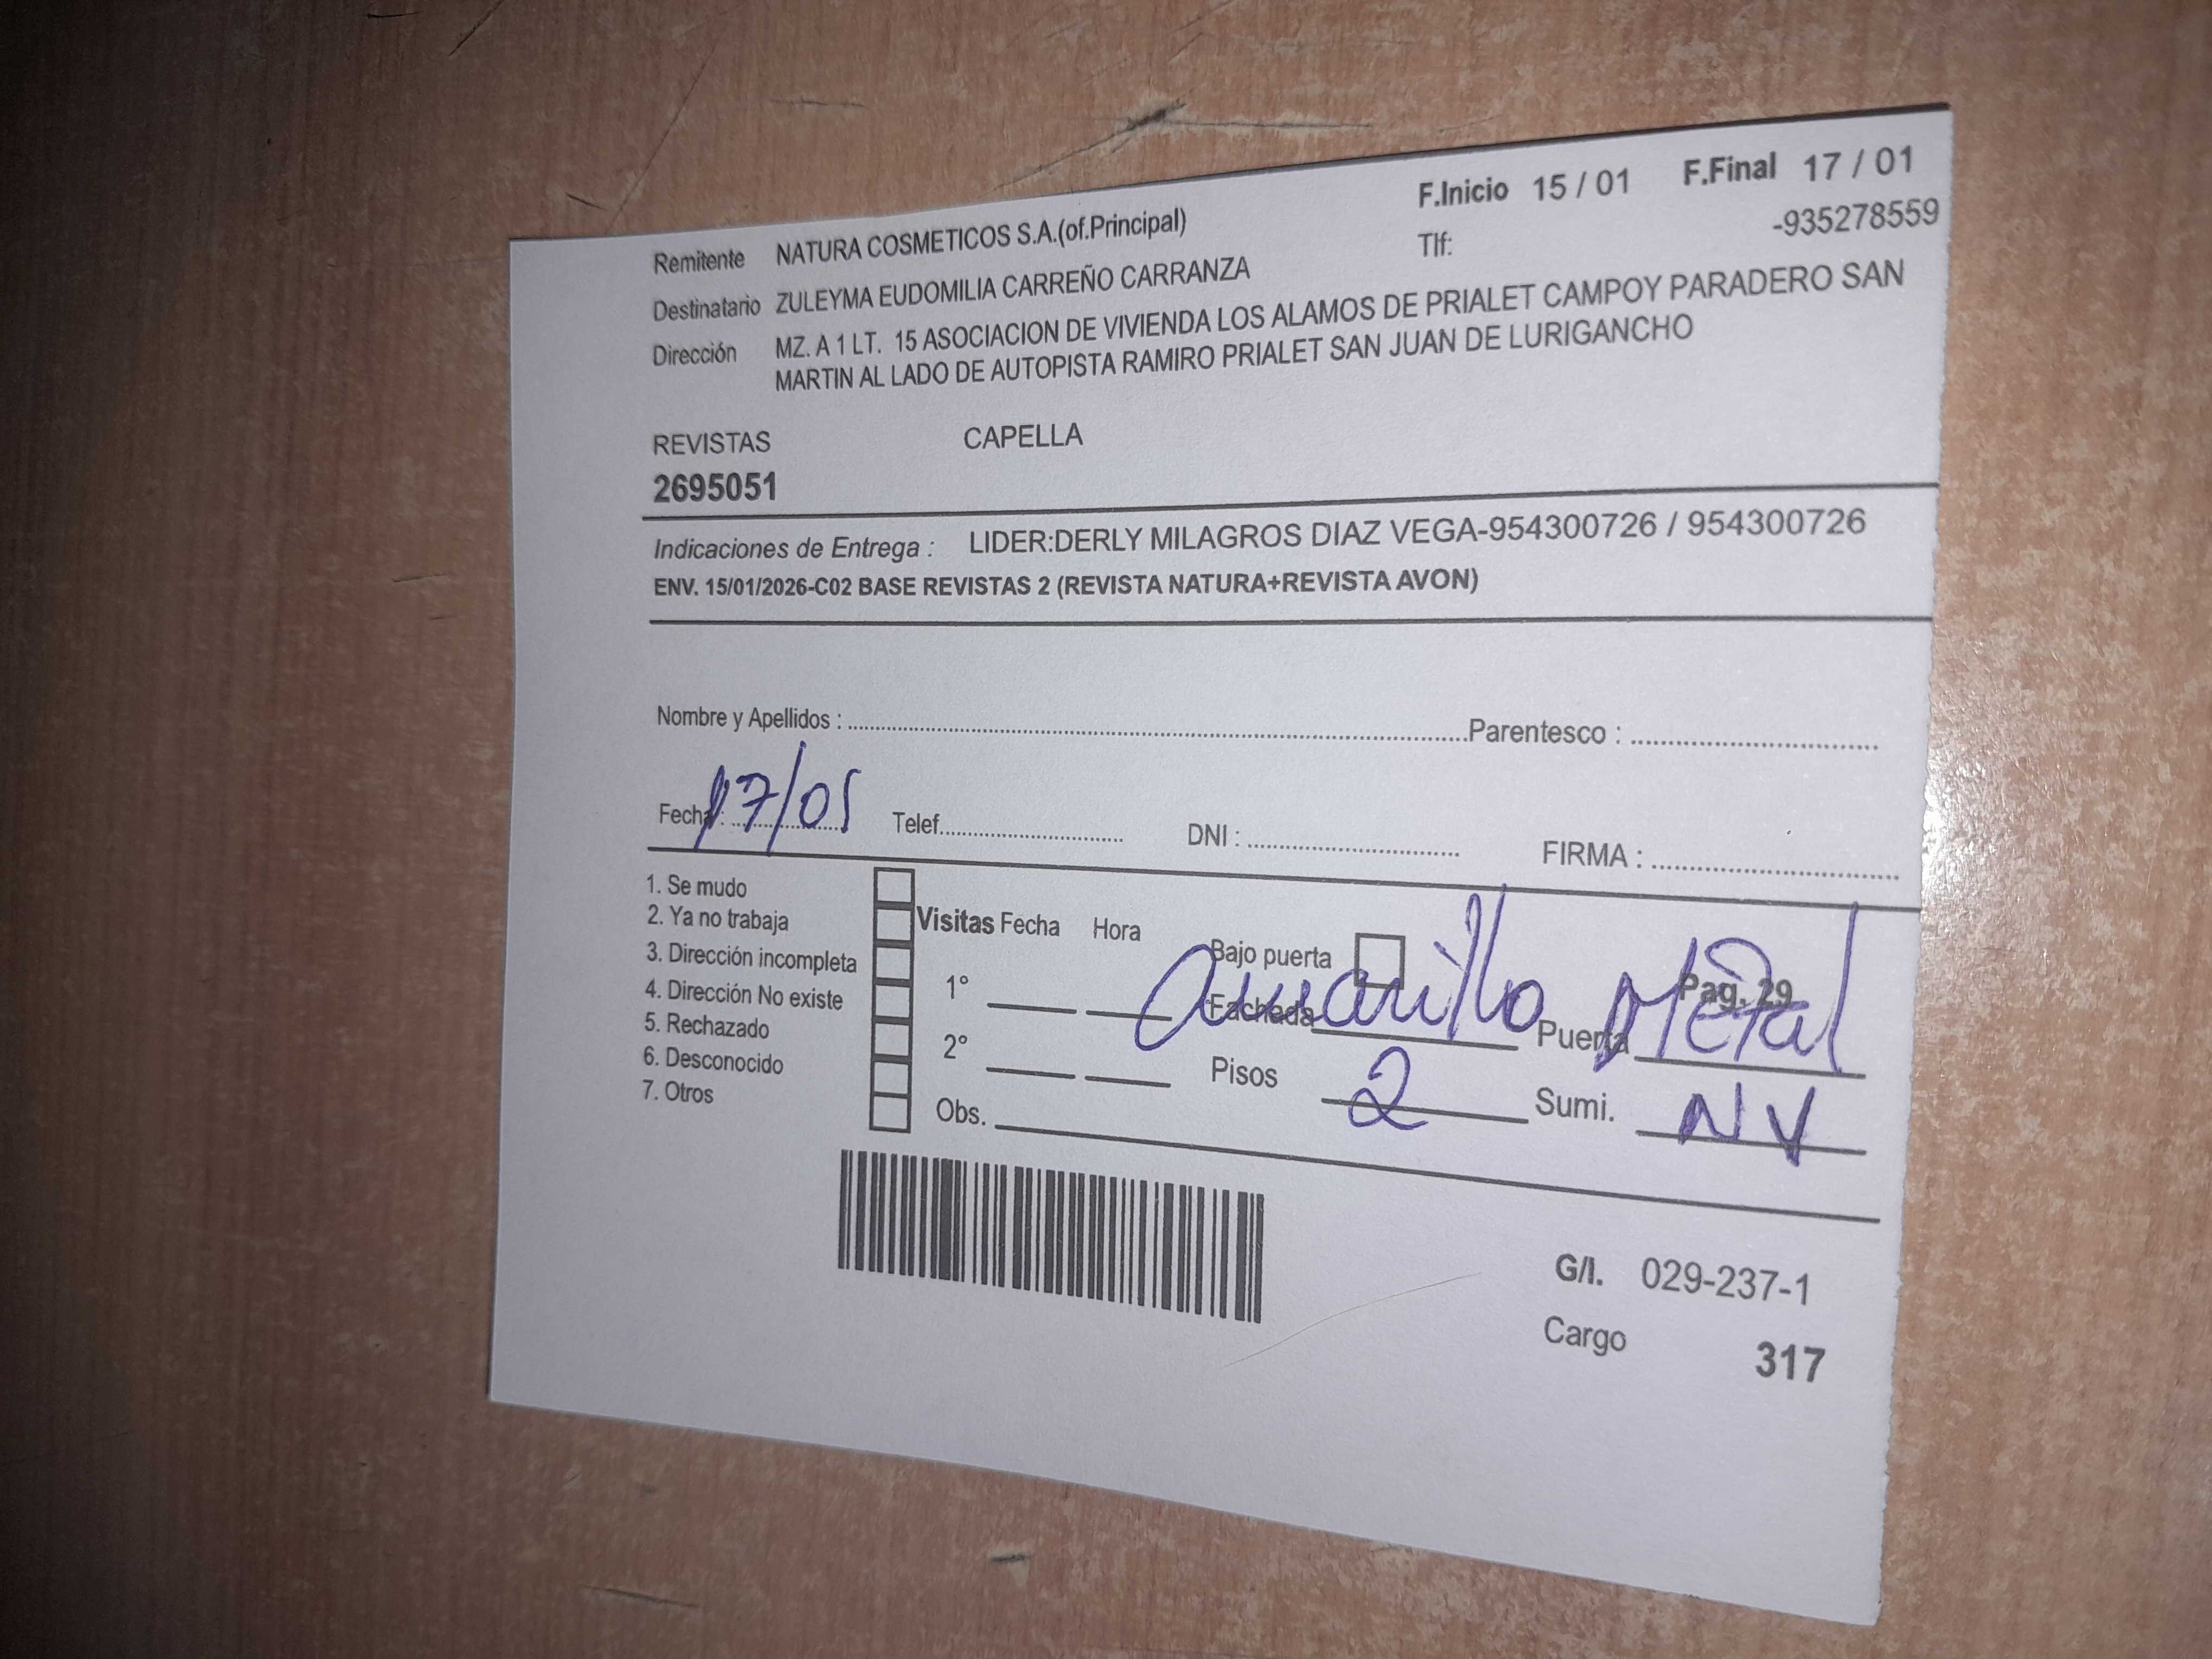 F.Inicio 15 / 01 F.Final 17 / 01
Remitente NATURA COSMETICOS S.A.(of.Principal) Tlf: -935278559
Destinatario ZULEYMA EUDOMILIA CARREÑO CARRANZA
Dirección MZ. A 1 LT. 15 ASOCIACION DE VIVIENDA LOS ALAMOS DE PRIALET CAMPOY PARADERO SAN
MARTIN AL LADO DE AUTOPISTA RAMIRO PRIALET SAN JUAN DE LURIGANCHO
REVISTAS CAPELLA
2695051
Indicaciones de Entrega : LIDER:DERLY MILAGROS DIAZ VEGA-954300726 / 954300726
ENV. 15/01/2026-C02 BASE REVISTAS 2 (REVISTA NATURA+REVISTA AVON)
Nombre y Apellidos : Parentesco :
Fecha : 17/01 Telef. DNI : FIRMA :
1. Se mudo
2. Ya no trabaja
3. Dirección incompleta
4. Dirección No existe
5. Rechazado
6. Desconocido
7. Otros
Visitas Fecha Hora
1°
2°
Obs.
Bajo puerta Pag. 29
Fachada Amarillo Puerta Metal
Pisos 2 Sumi. NV
G/I. 029-237-1
Cargo 317